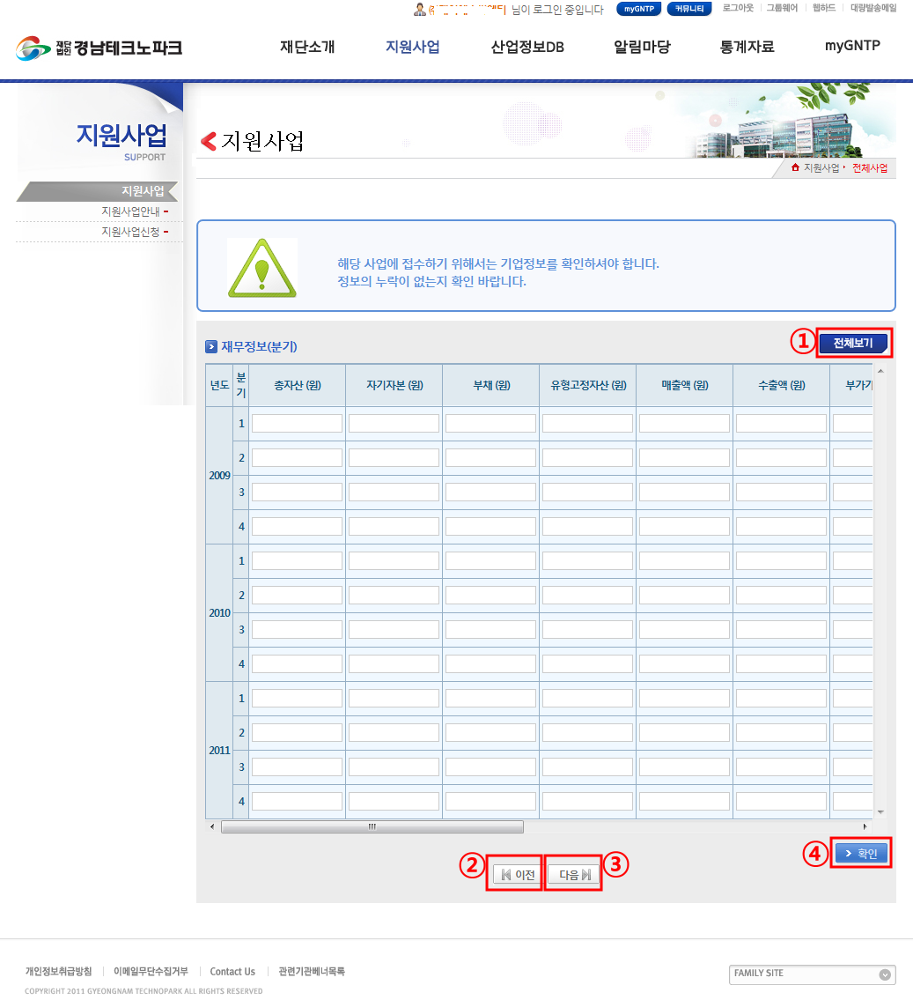 님이 로그인 중입니다 myGNTP 커뮤니티 로그아웃 그룹웨어 웹하드 대량발송메일
재단법인 경남테크노파크 재단소개 지원사업 산업정보DB 알림마당 통계자료 myGNTP
지원사업
SUPPORT
지원사업
지원사업안내
지원사업신청
지원사업
지원사업 전체사업
해당 사업에 접수하기 위해서는 기업정보를 확인하셔야 합니다.
정보의 누락이 없는지 확인 바랍니다.
재무정보(분기) ① 전체보기
년도 분기 총자산 (원) 자기자본 (원) 부채 (원) 유형고정자산 (원) 매출액 (원) 수출액 (원) 부가가
2009
1
2
3
4
2010
1
2
3
4
2011
1
2
3
4
④ 확인
② 이전 다음 ③
개인정보취급방침 이메일무단수집거부 Contact Us 관련기관베너목록
COPYRIGHT 2011 GYEONGNAM TECHNOPARK ALL RIGHTS RESERVED
FAMILY SITE